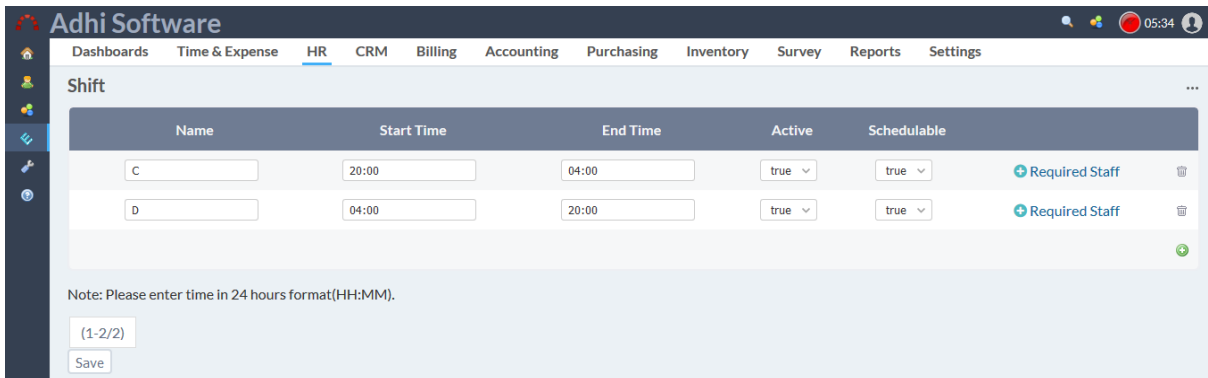 Adhi Software
05:34
Dashboards Time & Expense HR CRM Billing Accounting Purchasing Inventory Survey Reports Settings
Shift
...
Name Start Time End Time Active Schedulable
C 20:00 04:00 true true Required Staff
D 04:00 20:00 true true Required Staff
Note: Please enter time in 24 hours format(HH:MM).
(1-2/2)
Save